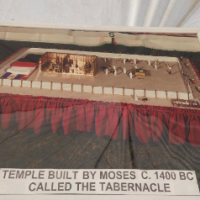 TEMPLE BUILT BY MOSES C. 1400 BC
CALLED THE TABERNACLE